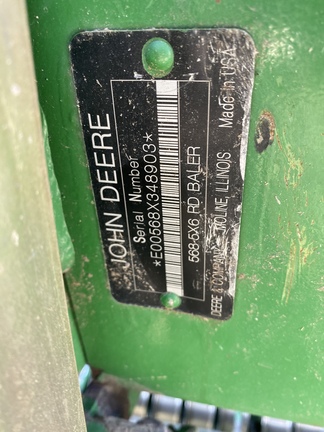 JOHN DEERE
Serial Number
*E00568X348903*
568-5X6 RD BALER
DEERE & COMPANY MOLINE, ILLINOIS
Made in USA